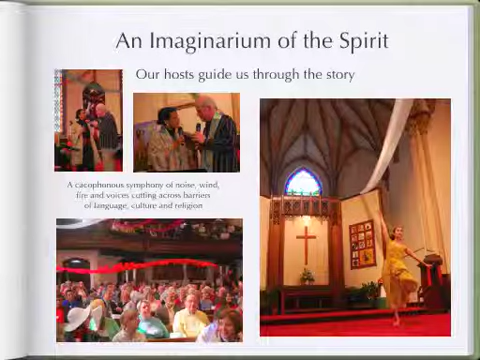 An Imaginarium of the Spirit
Our hosts guide us through the story
A cacophonous symphony of noise, wind,
fire and voices cutting across barriers
of language, culture and religion